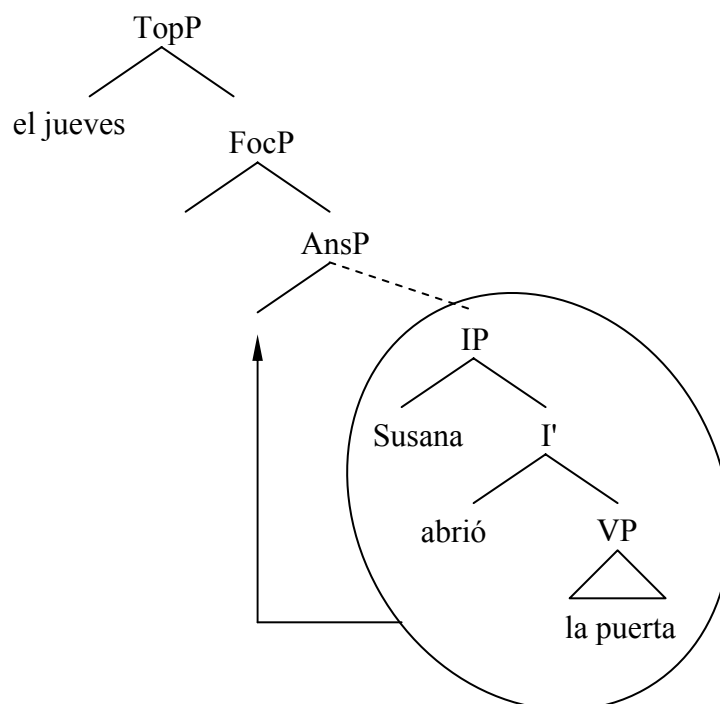 TopP
el jueves
FocP
AnsP
IP
Susana I'
abrió VP
la puerta